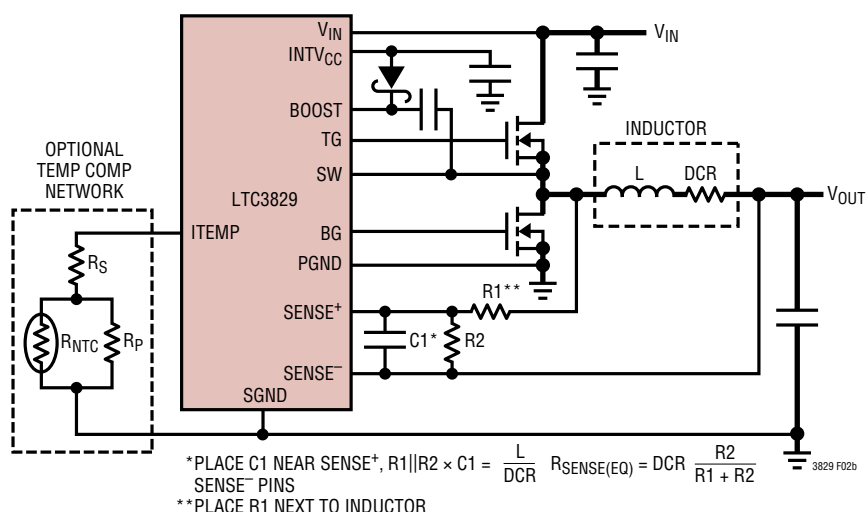 V_IN
INTV_CC
BOOST
TG
SW
LTC3829
ITEMP
BG
PGND
SENSE⁺
SENSE⁻
SGND
V_IN
INDUCTOR
L
DCR
V_OUT
R1**
C1*
R2
OPTIONAL
TEMP COMP
NETWORK
R_S
R_NTC
R_P
*PLACE C1 NEAR SENSE⁺, R1||R2 × C1 = L/DCR R_SENSE(EQ) = DCR R2/(R1 + R2)
SENSE⁻ PINS
**PLACE R1 NEXT TO INDUCTOR
3829 F02b